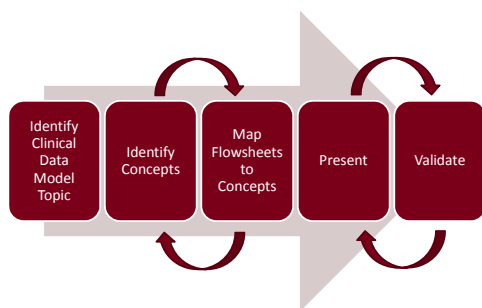 Identify
Clinical
Data
Model
Topic
Identify
Concepts
Map
Flowsheets
to
Concepts
Present
Validate